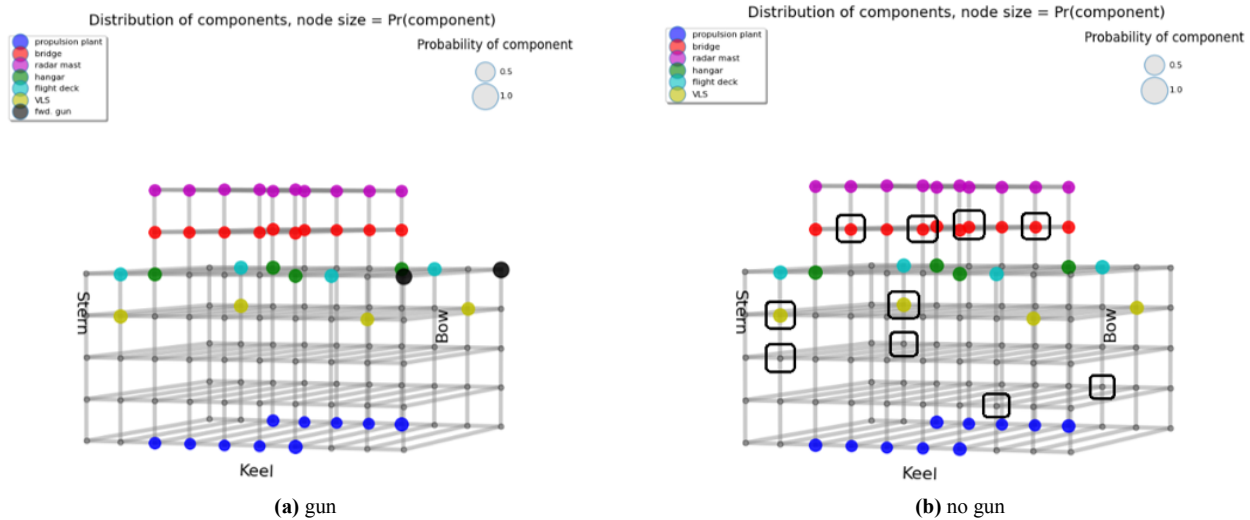 Distribution of components, node size = Pr(component)
propulsion plant
bridge
radar mast
hangar
flight deck
VLS
fwd. gun
Probability of component
0.5
1.0
Stern
Bow
Keel
(a) gun
Distribution of components, node size = Pr(component)
propulsion plant
bridge
radar mast
hangar
flight deck
VLS
Probability of component
0.5
1.0
Stern
Bow
Keel
(b) no gun